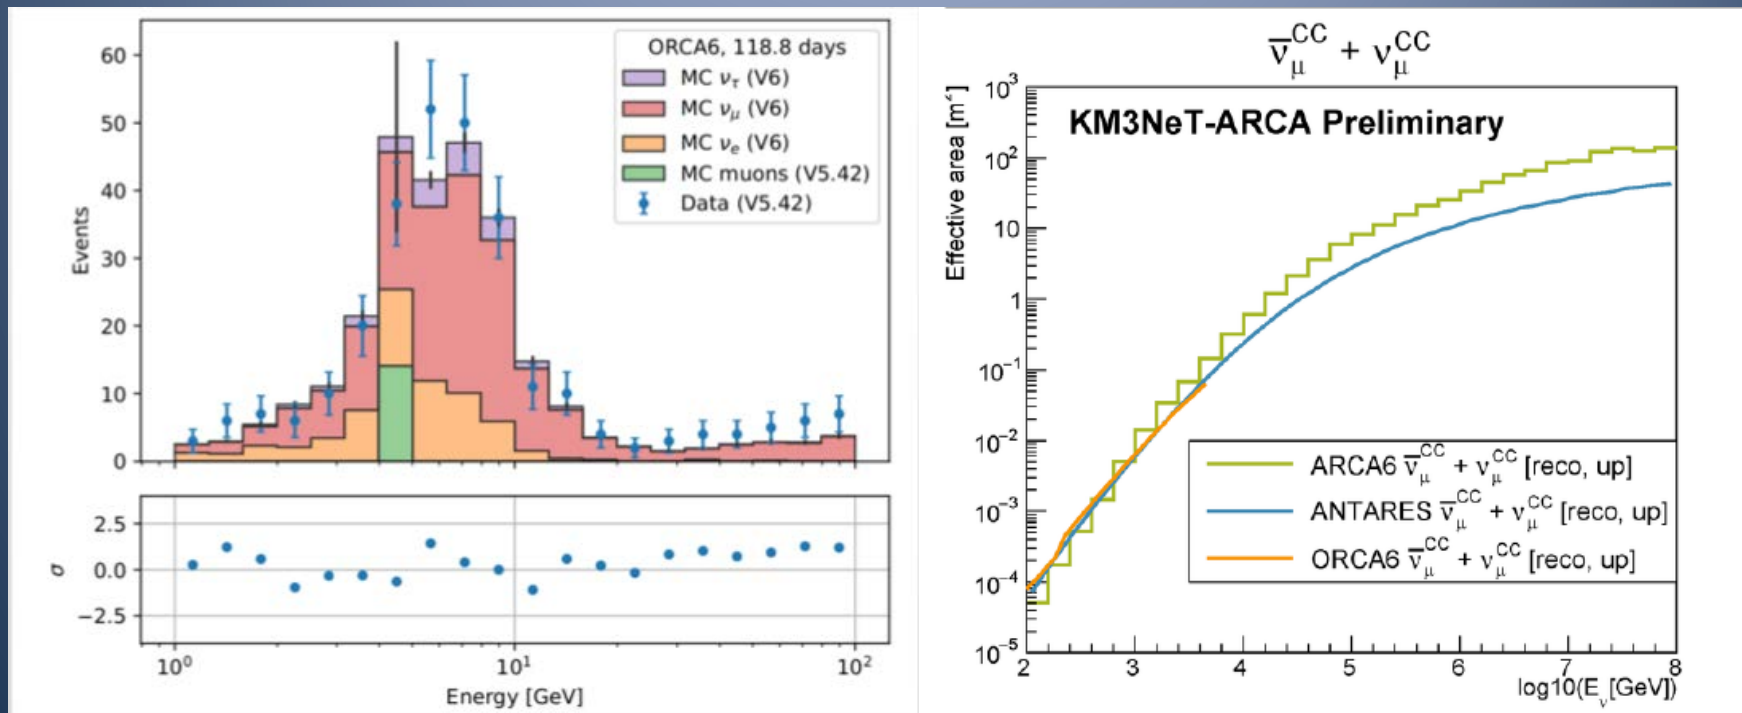 ORCA6, 118.8 days
MC ντ (V6)
MC νμ (V6)
MC νe (V6)
MC muons (V5.42)
Data (V5.42)
Events
60
50
40
30
20
10
0
σ
2.5
0.0
−2.5
10⁰
10¹
10²
Energy [GeV]
ν̅μCC + νμCC
KM3NeT-ARCA Preliminary
Effective area [m²]
10³
10²
10
1
10⁻¹
10⁻²
10⁻³
10⁻⁴
10⁻⁵
ARCA6 ν̅μCC + νμCC [reco, up]
ANTARES ν̅μCC + νμCC [reco, up]
ORCA6 ν̅μCC + νμCC [reco, up]
2 3 4 5 6 7 8
log10(Eν[GeV])